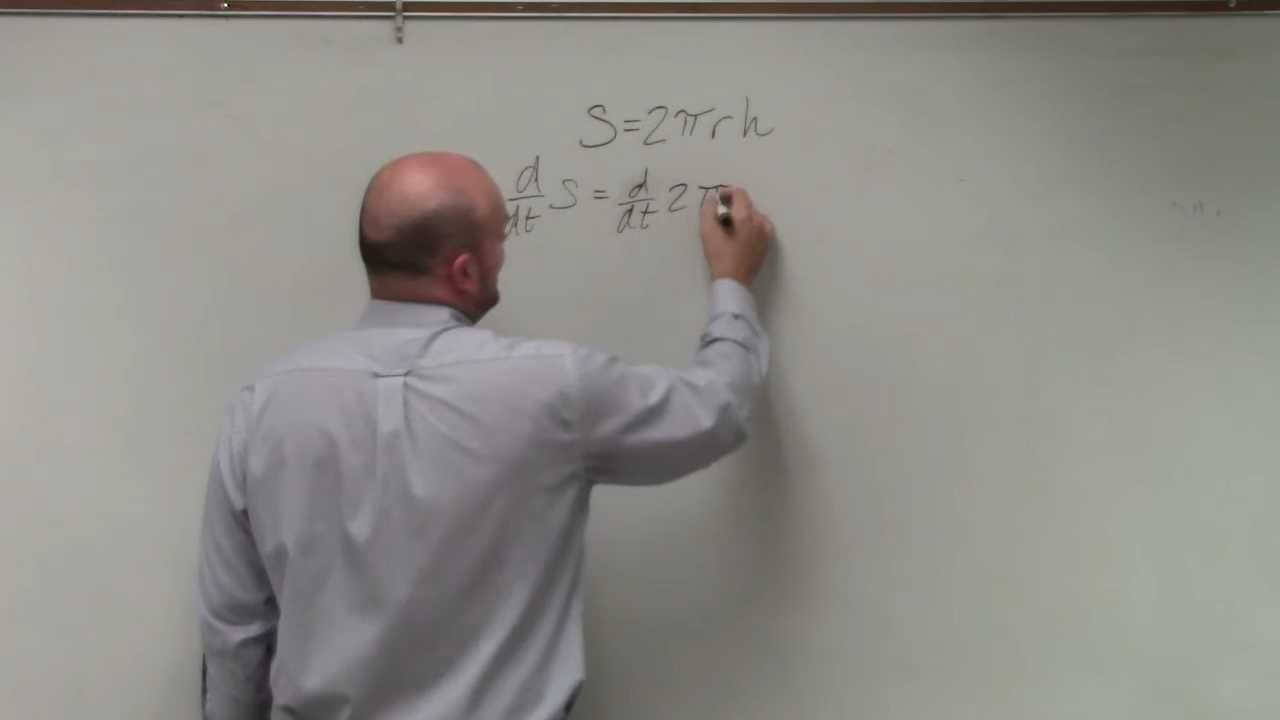 S=2πrh
d/dt S = d/dt 2π